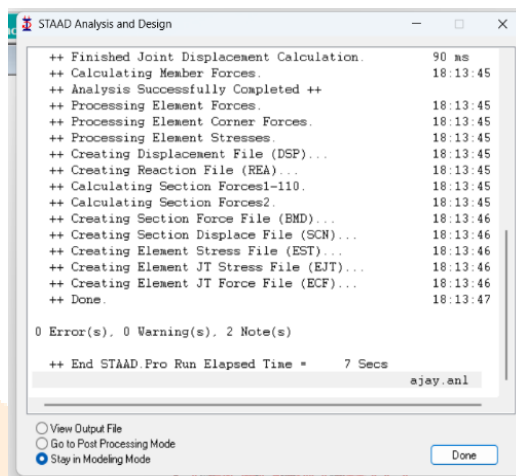 STAAD Analysis and Design
++ Finished Joint Displacement Calculation. 90 ms
++ Calculating Member Forces. 18:13:45
++ Analysis Successfully Completed ++
++ Processing Element Forces. 18:13:45
++ Processing Element Corner Forces. 18:13:45
++ Processing Element Stresses. 18:13:45
++ Creating Displacement File (DSP)... 18:13:45
++ Creating Reaction File (REA)... 18:13:45
++ Calculating Section Forces1-110. 18:13:45
++ Calculating Section Forces2. 18:13:45
++ Creating Section Force File (BMD)... 18:13:46
++ Creating Section Displace File (SCN)... 18:13:46
++ Creating Element Stress File (EST)... 18:13:46
++ Creating Element JT Stress File (EJT)... 18:13:46
++ Creating Element JT Force File (ECF)... 18:13:46
++ Done. 18:13:47
0 Error(s), 0 Warning(s), 2 Note(s)
++ End STAAD.Pro Run Elapsed Time = 7 Secs
ajay.anl
View Output File
Go to Post Processing Mode
Stay in Modeling Mode
Done